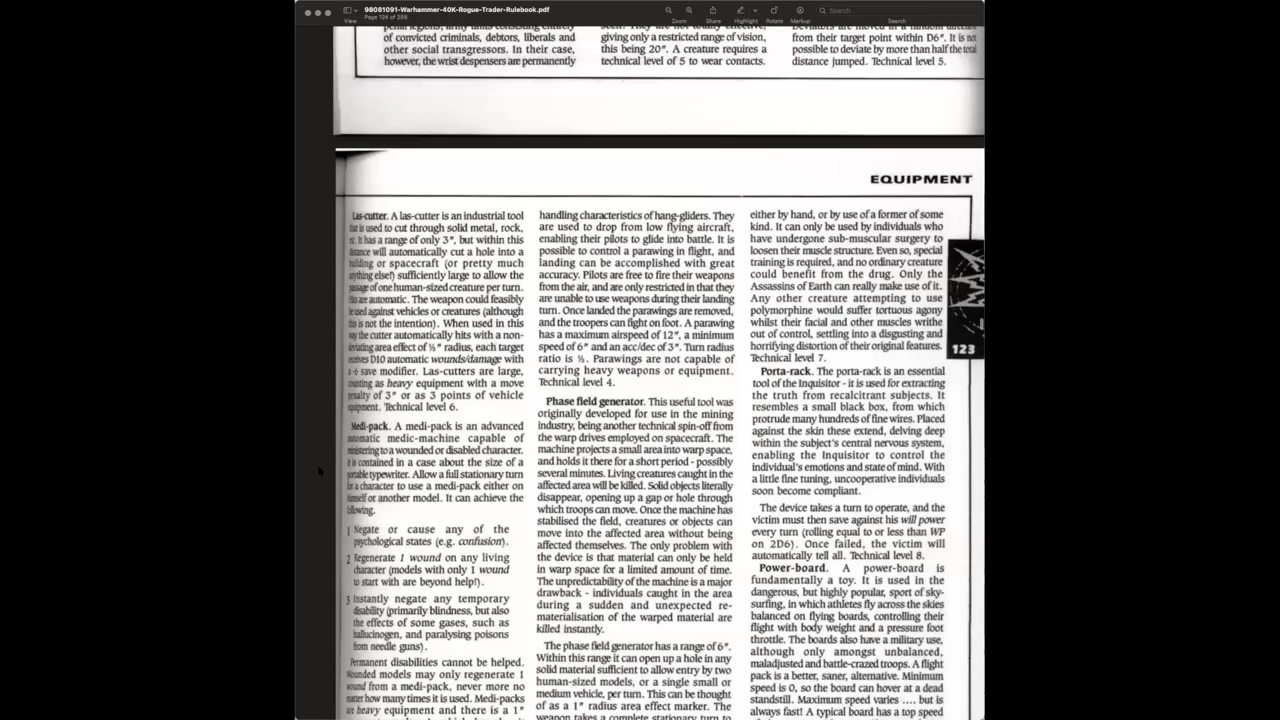 98081091-Warhammer-40K-Rogue-Trader-Rulebook.pdf
Page 124 of 286
View
Zoom
Share
Highlight
Rotate
Markup
Search
Search
of convicted criminals, debtors, liberals and
other social transgressors. In their case,
however, the wrist despensers are permanently
giving only a restricted range of vision,
this being 20". A creature requires a
technical level of 5 to wear contacts.
from their target point within D6". It is not
possible to deviate by more than half the total
distance jumped. Technical level 5.
EQUIPMENT
Las-cutter. A las-cutter is an industrial tool
that is used to cut through solid metal, rock,
etc. It has a range of only 3", but within this
distance will automatically cut a hole into a
building or spacecraft (or pretty much
anything else!) sufficiently large to allow the
passage of one human-sized creature per turn.
Hits are automatic. The weapon could feasibly
be used against vehicles or creatures (although
this is not the intention). When used in this
way the cutter automatically hits with a non-
deviating area effect of ½" radius, each target
receives D10 automatic wounds/damage with
a -6 save modifier. Las-cutters are large,
counting as heavy equipment with a move
penalty of 3" or as 3 points of vehicle
equipment. Technical level 6.
Medi-pack. A medi-pack is an advanced
automatic medic-machine capable of
ministering to a wounded or disabled character.
It is contained in a case about the size of a
portable typewriter. Allow a full stationary turn
for a character to use a medi-pack either on
himself or another model. It can achieve the
following.
1 Negate or cause any of the
psychological states (e.g. confusion).
2 Regenerate 1 wound on any living
character (models with only 1 wound
to start with are beyond help!).
3 Instantly negate any temporary
disability (primarily blindness, but also
the effects of some gases, such as
hallucinogen, and paralysing poisons
from needle guns).
Permanent disabilities cannot be helped.
Wounded models may only regenerate 1
wound from a medi-pack, never more no
matter how many times it is used. Medi-packs
are heavy equipment and there is a 1"
handling characteristics of hang-gliders. They
are used to drop from low flying aircraft,
enabling their pilots to glide into battle. It is
possible to control a parawing in flight, and
landing can be accomplished with great
accuracy. Pilots are free to fire their weapons
from the air, and are only restricted in that they
are unable to use weapons during their landing
turn. Once landed the parawings are removed,
and the troopers can fight on foot. A parawing
has a maximum airspeed of 12", a minimum
speed of 6" and an acc/dec of 3". Turn radius
ratio is ½. Parawings are not capable of
carrying heavy weapons or equipment.
Technical level 4.
Phase field generator. This useful tool was
originally developed for use in the mining
industry, being another technical spin-off from
the warp drives employed on spacecraft. The
machine projects a small area into warp space,
and holds it there for a short period - possibly
several minutes. Living creatures caught in the
affected area will be killed. Solid objects literally
disappear, opening up a gap or hole through
which troops can move. Once the machine has
stabilised the field, creatures or objects can
move into the affected area without being
affected themselves. The only problem with
the device is that material can only be held
in warp space for a limited amount of time.
The unpredictability of the machine is a major
drawback - individuals caught in the area
during a sudden and unexpected re-
materialisation of the warped material are
killed instantly.
The phase field generator has a range of 6".
Within this range it can open up a hole in any
solid material sufficient to allow entry by two
human-sized models, or a single small or
medium vehicle, per turn. This can be thought
of as a 1" radius area effect marker. The
weapon takes a complete stationary turn to
either by hand, or by use of a former of some
kind. It can only be used by individuals who
have undergone sub-muscular surgery to
loosen their muscle structure. Even so, special
training is required, and no ordinary creature
could benefit from the drug. Only the
Assassins of Earth can really make use of it.
Any other creature attempting to use
polymorphine would suffer tortuous agony
whilst their facial and other muscles writhe
out of control, settling into a disgusting and
horrifying distortion of their original features.
Technical level 7.
Porta-rack. The porta-rack is an essential
tool of the Inquisitor - it is used for extracting
the truth from recalcitrant subjects. It
resembles a small black box, from which
protrude many hundreds of fine wires. Placed
against the skin these extend, delving deep
within the subject's central nervous system,
enabling the Inquisitor to control the
individual's emotions and state of mind. With
a little fine tuning, uncooperative individuals
soon become compliant.
The device takes a turn to operate, and the
victim must then save against his will power
every turn (rolling equal to or less than WP
on 2D6). Once failed, the victim will
automatically tell all. Technical level 8.
Power-board. A power-board is
fundamentally a toy. It is used in the
dangerous, but highly popular, sport of sky-
surfing, in which athletes fly across the skies
balanced on flying boards, controlling their
flight with body weight and a pressure foot
throttle. The boards also have a military use,
although only amongst unbalanced,
maladjusted and battle-crazed troops. A flight
pack is a better, saner, alternative. Minimum
speed is 0, so the board can hover at a dead
standstill. Maximum speed varies .... but is
always fast! A typical board has a top speed
123